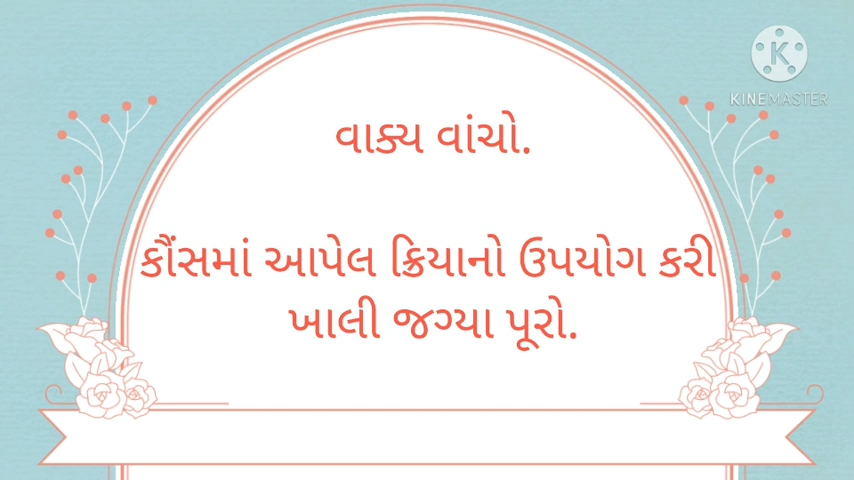 વાક્ય વાંચો.
કૌંસમાં આપેલ ક્રિયાનો ઉપયોગ કરી
ખાલી જગ્યા પૂરો.
K
KINEMASTER